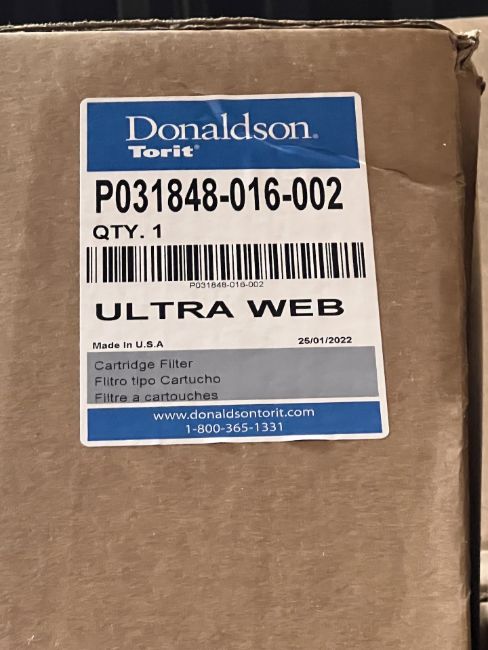 Donaldson®
Torit®
P031848-016-002
QTY. 1
P031848-016-002
ULTRA WEB
Made In U.S.A 25/01/2022
Cartridge Filter
Flitro tipo Cartucho
Filtre a cartouches
www.donaldsontorit.com
1-800-365-1331